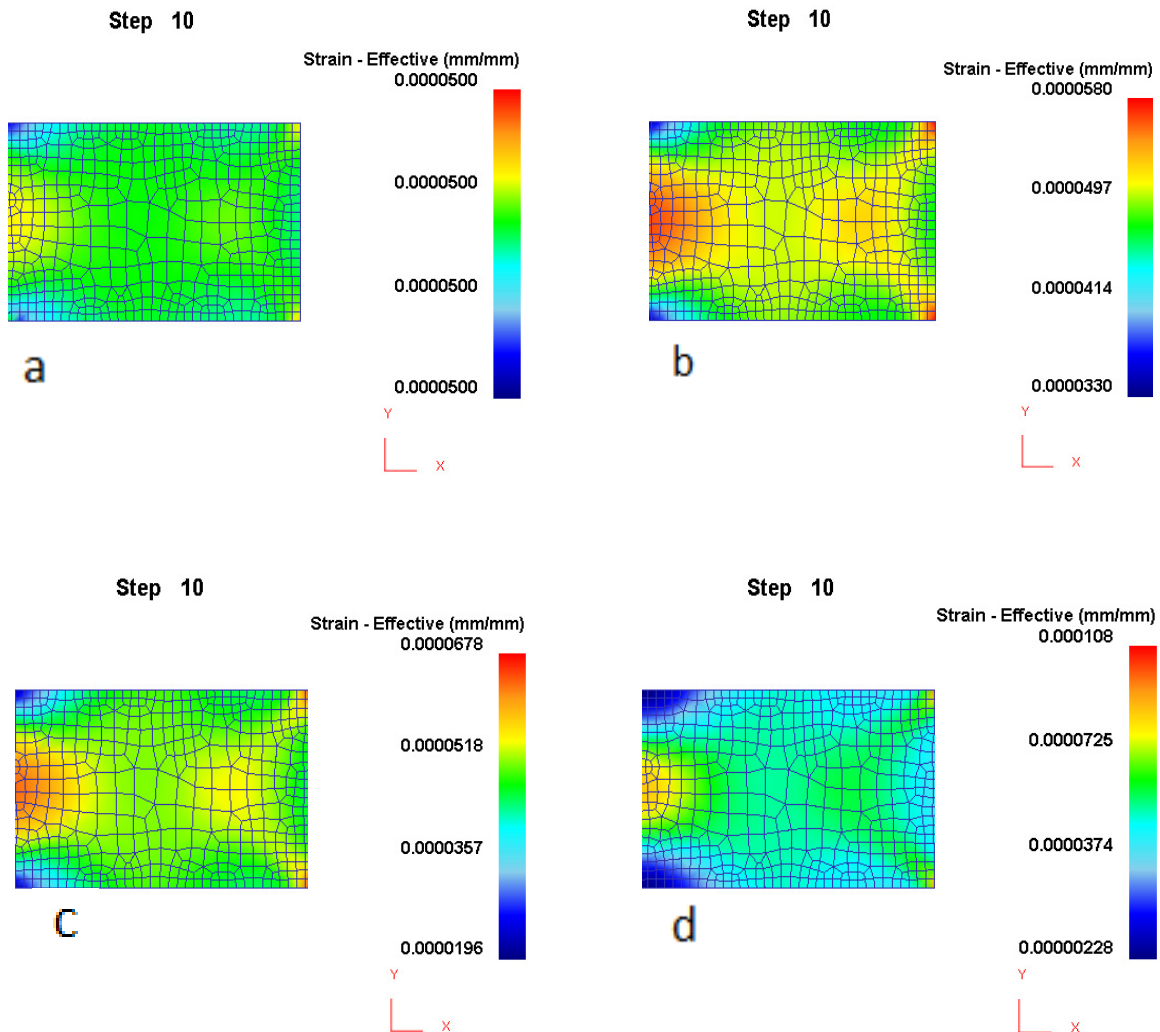 Step 10
Strain - Effective (mm/mm)
0.0000500
0.0000500
0.0000500
0.0000500
a
Y
X
Step 10
Strain - Effective (mm/mm)
0.0000580
0.0000497
0.0000414
0.0000330
b
Y
X
Step 10
Strain - Effective (mm/mm)
0.0000678
0.0000518
0.0000357
0.0000196
c
Y
X
Step 10
Strain - Effective (mm/mm)
0.000108
0.0000725
0.0000374
0.00000228
d
Y
X